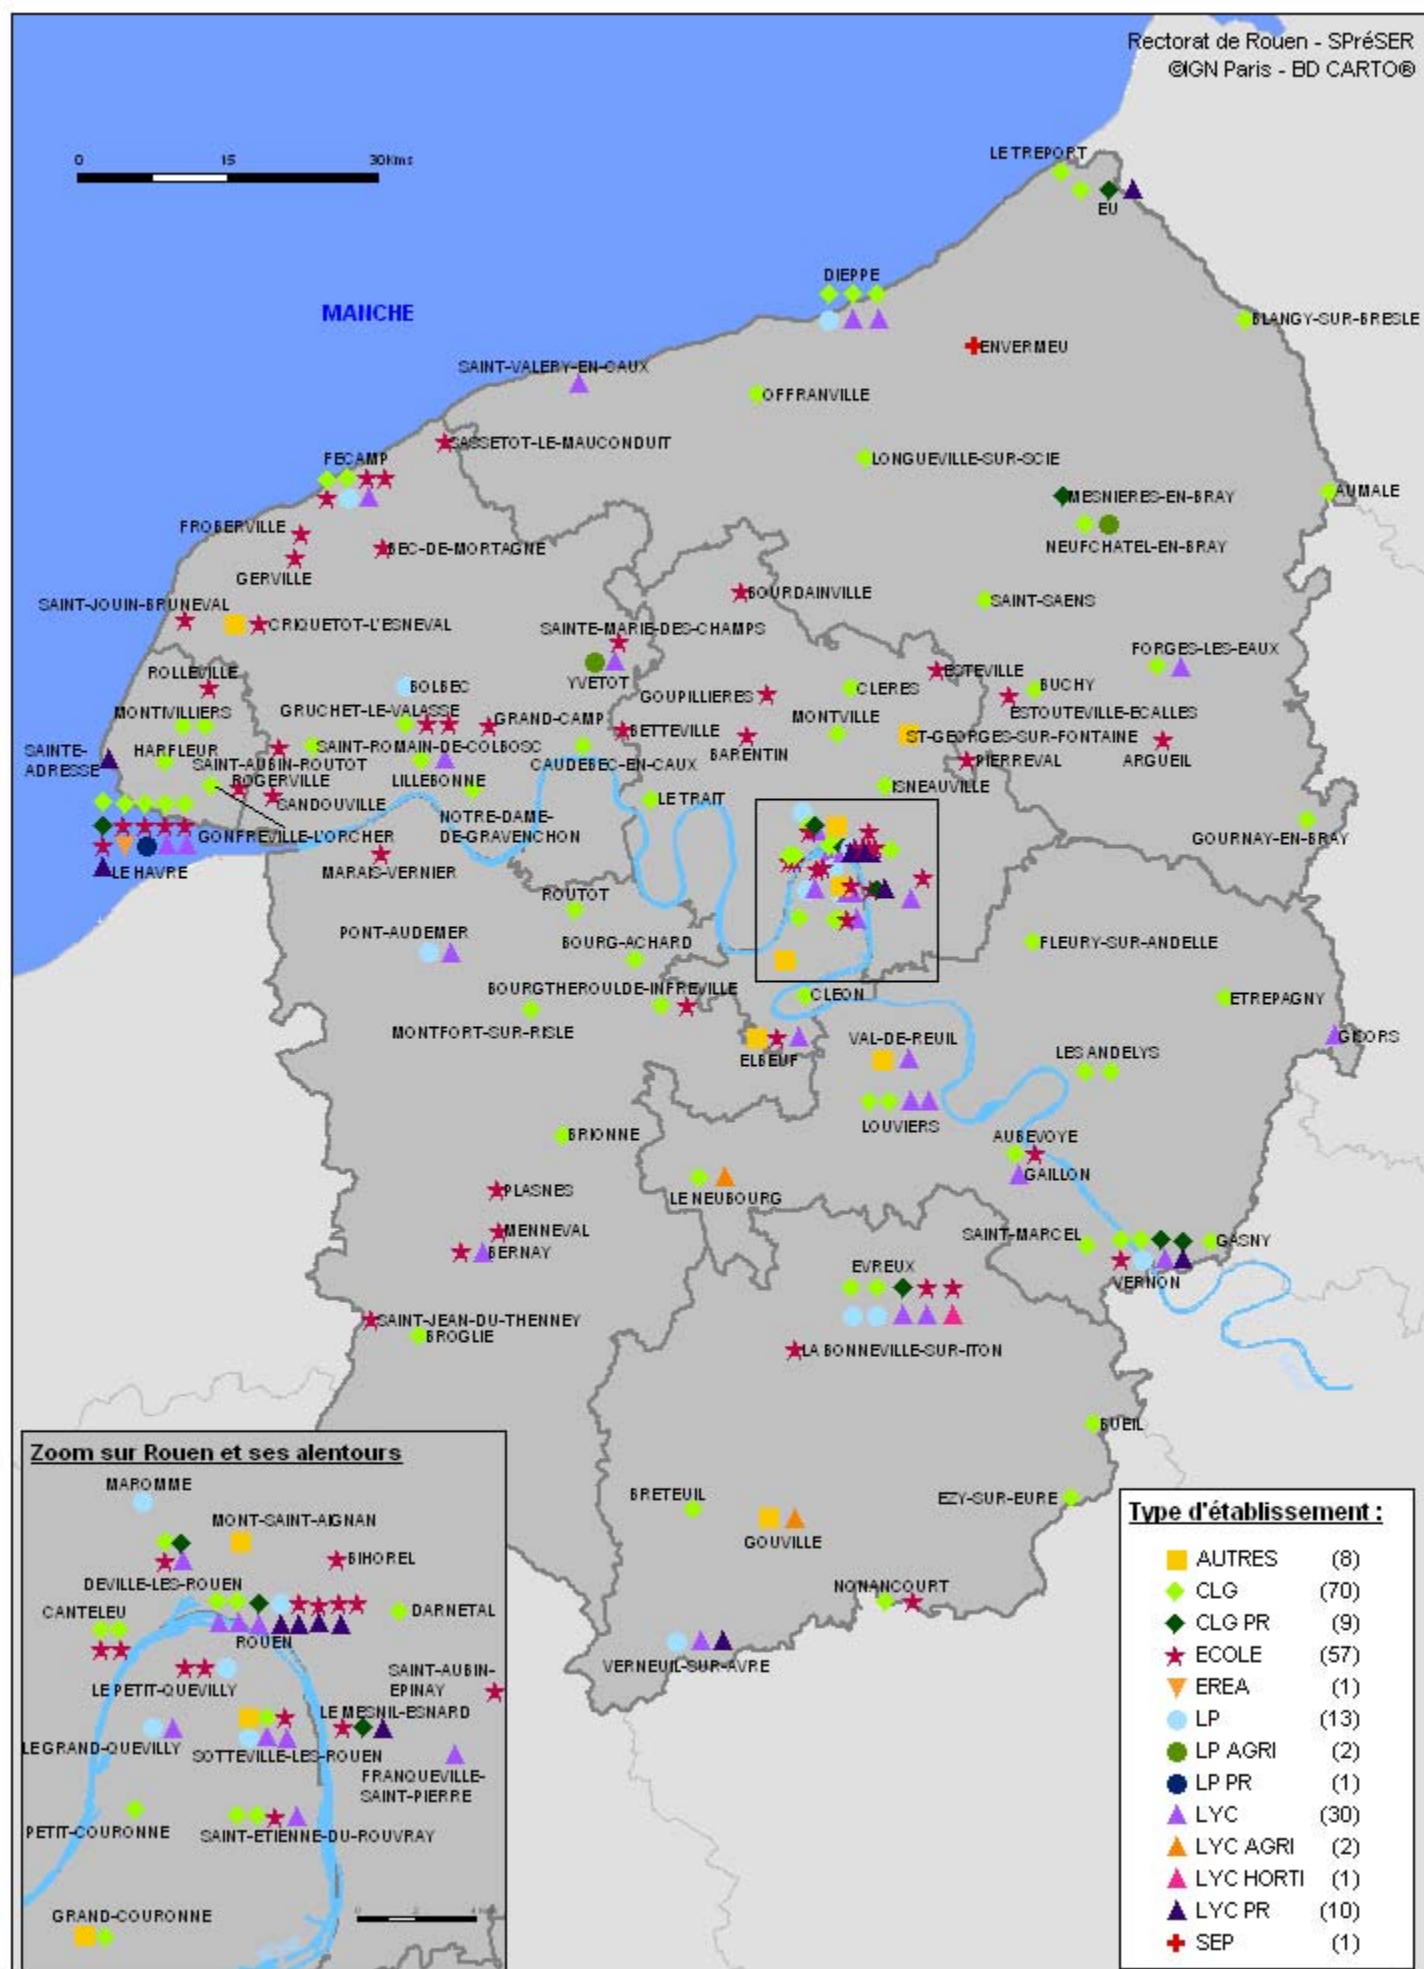 Rectorat de Rouen - SPréSER
©IGN Paris - BD CARTO®
0 15 30Kms
LE TREPORT
EU
DIEPPE
MANCHE
BLANGY-SUR-BRESLE
ENVERMEU
SAINT-VALERY-EN-CAUX
OFFRANVILLE
SASSETOT-LE-MAUCONDUIT
FECAMP
LONGUEVILLE-SUR-SCIE
MESNIERES-EN-BRAY
AUMALE
FROBERVILLE
BEC-DE-MORTAGNE
NEUFCHATEL-EN-BRAY
GERVILLE
BOURDAINVILLE
SAINT-SAENS
SAINT-JOUIN-BRUNEVAL
CRIQUETOT-L'ESNEVAL
SAINTE-MARIE-DES-CHAMPS
FORGES-LES-EAUX
ROLLEVILLE
YVETOT
ESTEVILLE
BOLBEC
GOUPILLIERES
CLERES
BUCHY
MONTIVILLIERS
GRUCHET-LE-VALASSE
GRAND-CAMP
BETTEVILLE
MONTVILLE
ESTOUTEVILLE-ECALLES
SAINTE-
ADRESSE
HARFLEUR
SAINT-ROMAIN-DE-COLBOSC
BARENTIN
ST-GEORGES-SUR-FONTAINE
ARGUEIL
SAINT-AUBIN-ROUTOT
CAUDEBEC-EN-CAUX
PIERREVAL
ROGERVILLE
LILLEBONNE
ISNEAUVILLE
SANDOUVILLE
LE TRAIT
NOTRE-DAME-
DE-GRAVENCHON
GONFREVILLE-L'ORCHER
GOURNAY-EN-BRAY
LE HAVRE
MARAIS-VERNIER
ROUTOT
PONT-AUDEMER
BOURG-ACHARD
FLEURY-SUR-ANDELLE
BOURGTHEROULDE-INFREVILLE
CLEON
ETREPAGNY
MONTFORT-SUR-RISLE
ELBEUF
VAL-DE-REUIL
GISORS
LES ANDELYS
LOUVIERS
BRIONNE
AUBEVOYE
GAILLON
PLASNES
LE NEUBOURG
MENNEVAL
SAINT-MARCEL
GASNY
BERNAY
EVREUX
VERNON
SAINT-JEAN-DU-THENNEY
BROGLIE
LA BONNEVILLE-SUR-ITON
BUEIL
BRETEUIL
EZY-SUR-EURE
GOUVILLE
NONANCOURT
VERNEUIL-SUR-AVRE
Zoom sur Rouen et ses alentours
MAROMME
MONT-SAINT-AIGNAN
BIHOREL
DEVILLE-LES-ROUEN
CANTELEU
DARNETAL
ROUEN
SAINT-AUBIN-
EPINAY
LE PETIT-QUEVILLY
LE MESNIL-ESNARD
LE GRAND-QUEVILLY
SOTTEVILLE-LES-ROUEN
FRANQUEVILLE-
SAINT-PIERRE
PETIT-COURONNE
SAINT-ETIENNE-DU-ROUVRAY
GRAND-COURONNE
Type d'établissement :
AUTRES (8)
CLG (70)
CLG PR (9)
ECOLE (57)
EREA (1)
LP (13)
LP AGRI (2)
LP PR (1)
LYC (30)
LYC AGRI (2)
LYC HORTI (1)
LYC PR (10)
SEP (1)